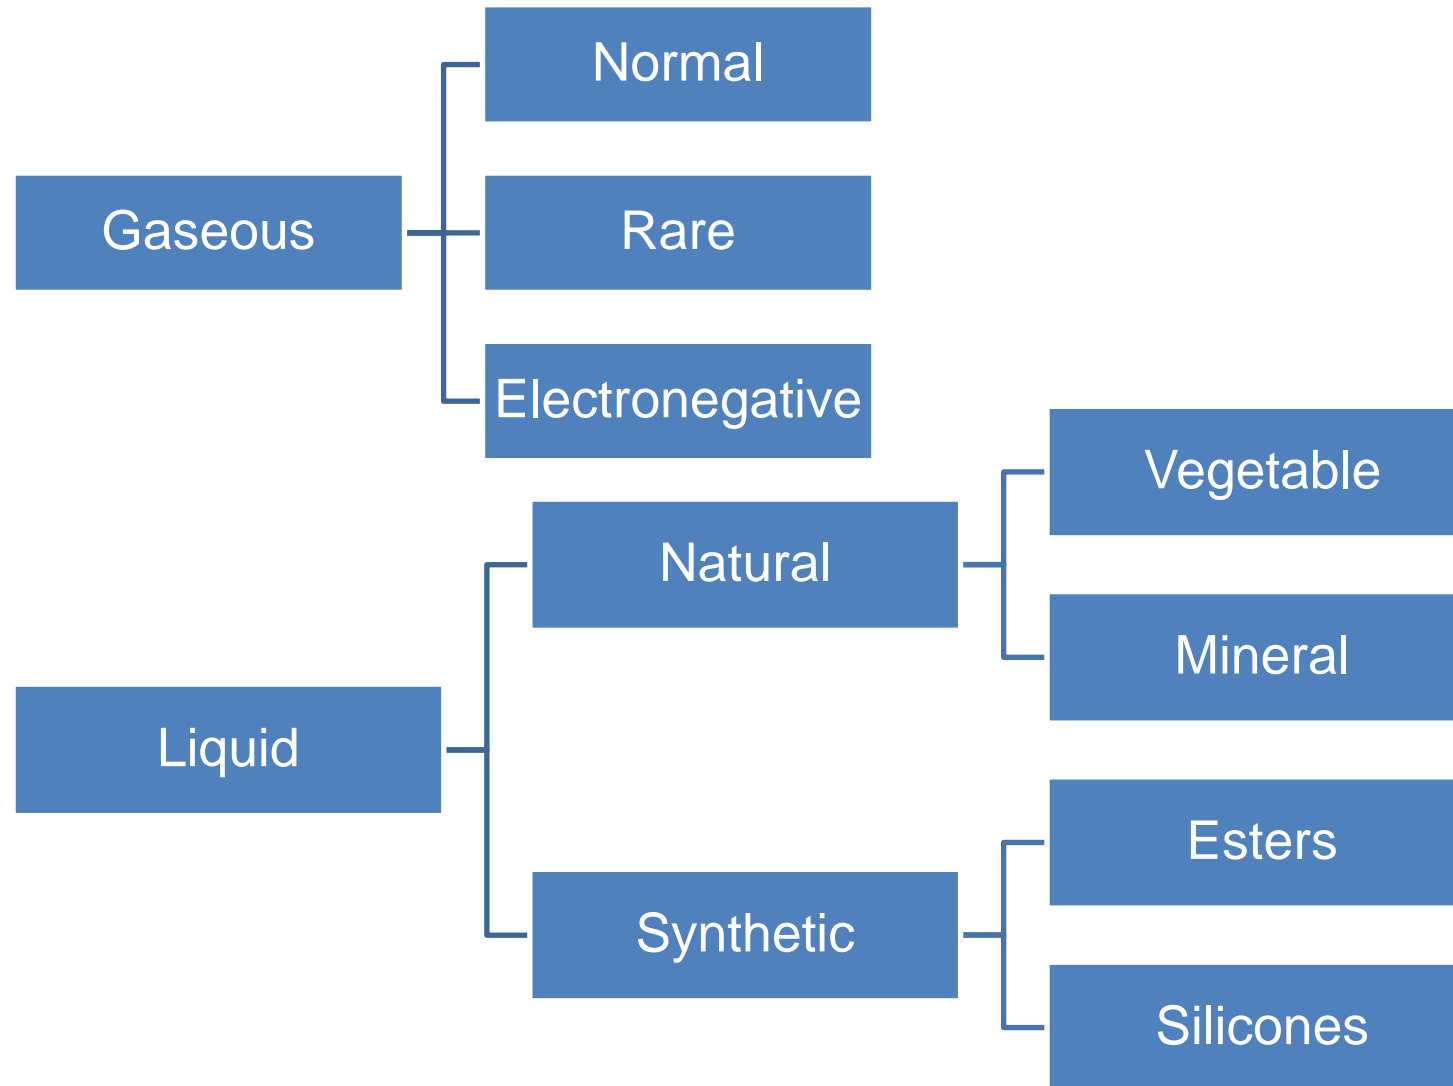 Normal
Gaseous
Rare
Electronegative
Vegetable
Natural
Mineral
Liquid
Esters
Synthetic
Silicones